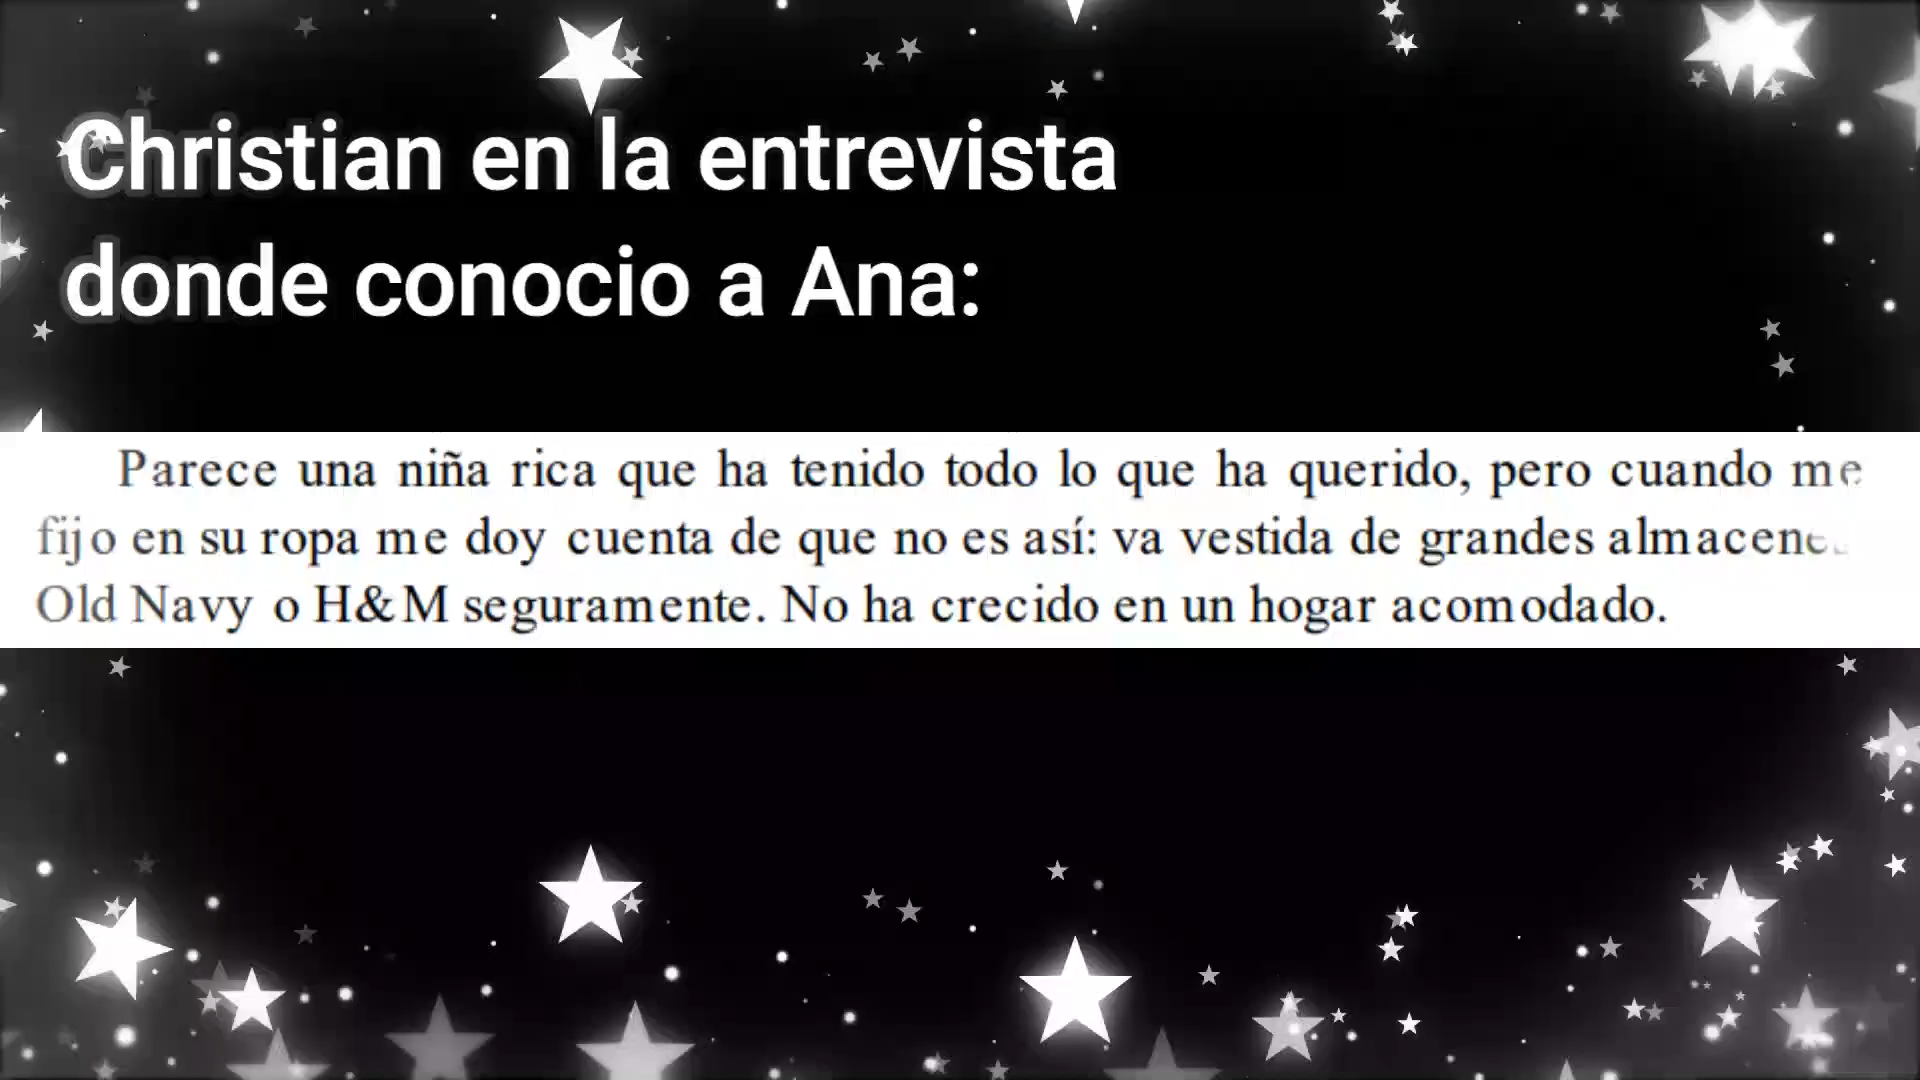 Christian en la entrevista
donde conocio a Ana:
Parece una niña rica que ha tenido todo lo que ha querido, pero cuando me
fijo en su ropa me doy cuenta de que no es así: va vestida de grandes almacenes
Old Navy o H&M seguramente. No ha crecido en un hogar acomodado.